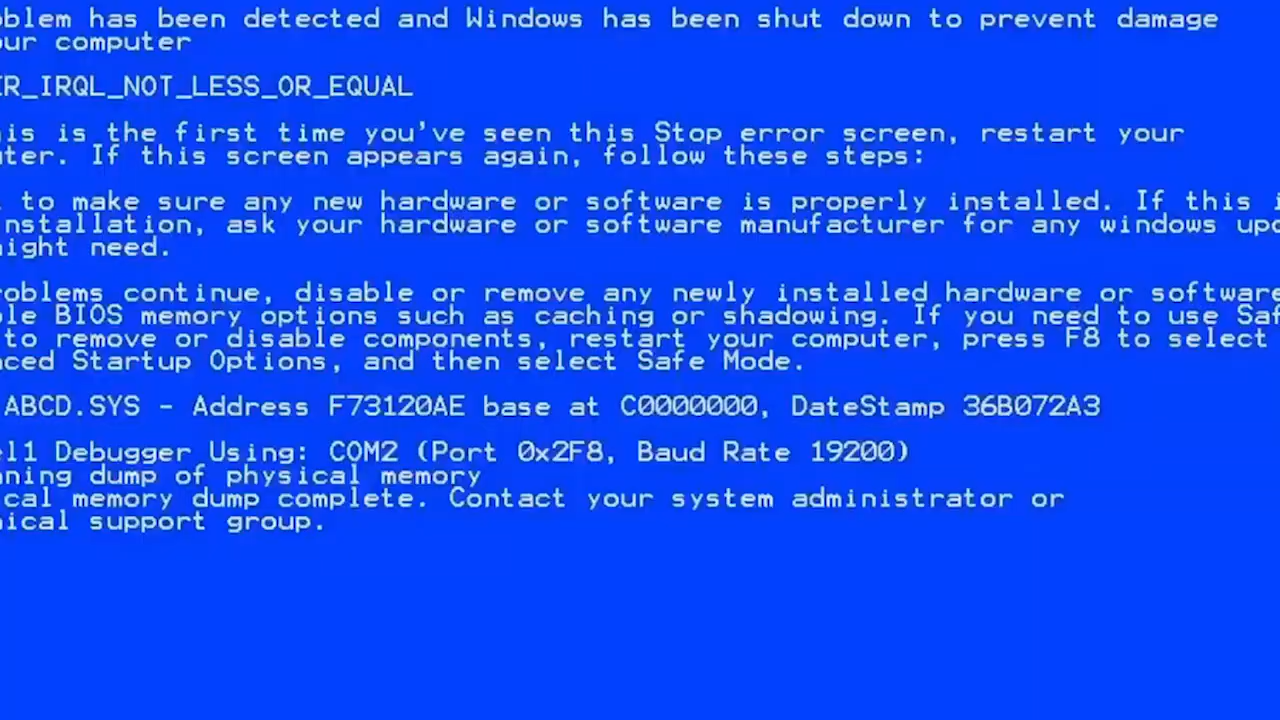 oblem has been detected and Windows has been shut down to prevent damage
our computer
ER_IRQL_NOT_LESS_OR_EQUAL
his is the first time you've seen this Stop error screen, restart your
uter. If this screen appears again, follow these steps:
to make sure any new hardware or software is properly installed. If this i
installation, ask your hardware or software manufacturer for any windows upd
might need.
roblems continue, disable or remove any newly installed hardware or software
ble BIOS memory options such as caching or shadowing. If you need to use Saf
to remove or disable components, restart your computer, press F8 to select
nced Startup Options, and then select Safe Mode.
ABCD.SYS - Address F73120AE base at C0000000, DateStamp 36B072A3
el1 Debugger Using: COM2 (Port 0x2F8, Baud Rate 19200)
nning dump of physical memory
ical memory dump complete. Contact your system administrator or
nical support group.